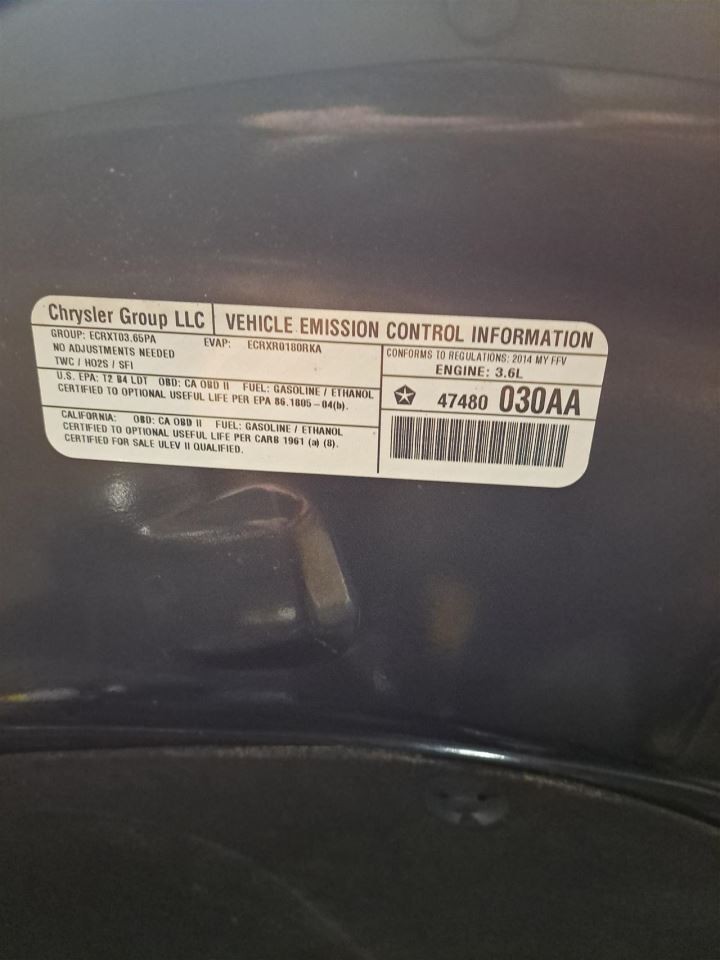 Chrysler Group LLC
VEHICLE EMISSION CONTROL INFORMATION
GROUP: ECRXT03.65PA EVAP: ECRXR0180RKA
NO ADJUSTMENTS NEEDED
TWC / HO2S / SFI
CONFORMS TO REGULATIONS: 2014 MY FFV
ENGINE: 3.6L
U.S. EPA: T2 B4 LDT OBD: CA OBD II FUEL: GASOLINE / ETHANOL
CERTIFIED TO OPTIONAL USEFUL LIFE PER EPA 86.1805-04(b).
47480 030AA
CALIFORNIA: OBD: CA OBD II FUEL: GASOLINE / ETHANOL
CERTIFIED TO OPTIONAL USEFUL LIFE PER CARB 1961 (a) (8).
CERTIFIED FOR SALE ULEV II QUALIFIED.